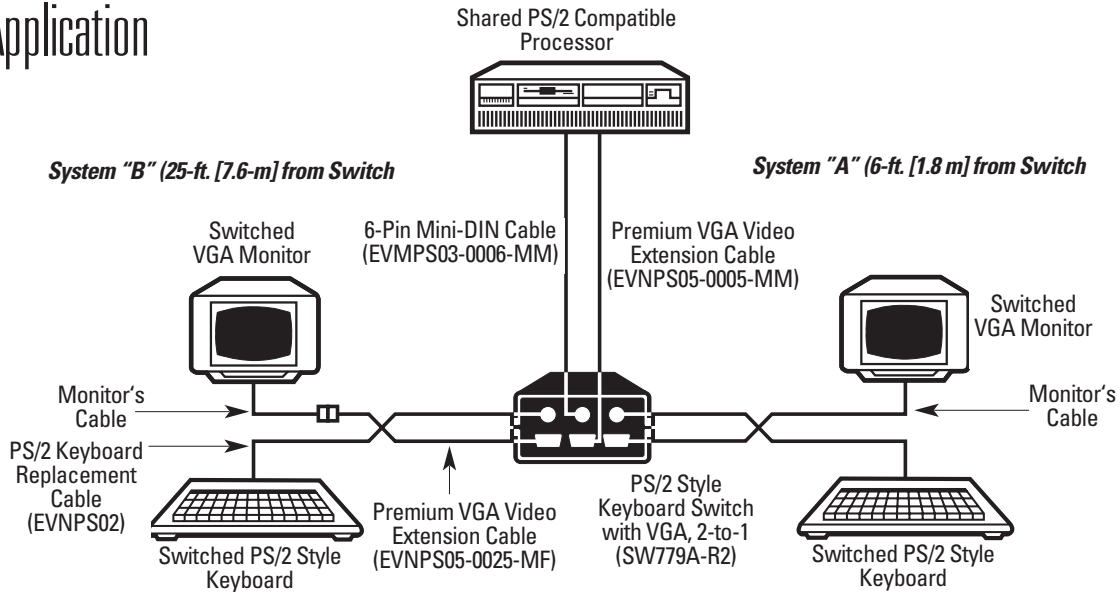 Application
Shared PS/2 Compatible
Processor
System "B" (25-ft. [7.6-m] from Switch
System "A" (6-ft. [1.8 m] from Switch
Switched
VGA Monitor
6-Pin Mini-DIN Cable
(EVMPS03-0006-MM)
Premium VGA Video
Extension Cable
(EVNPS05-0005-MM)
Switched
VGA Monitor
Monitor's
Cable
Monitor's
Cable
PS/2 Keyboard
Replacement
Cable
(EVNPS02)
Switched PS/2 Style
Keyboard
Premium VGA Video
Extension Cable
(EVNPS05-0025-MF)
PS/2 Style
Keyboard Switch
with VGA, 2-to-1
(SW779A-R2)
Switched PS/2 Style
Keyboard